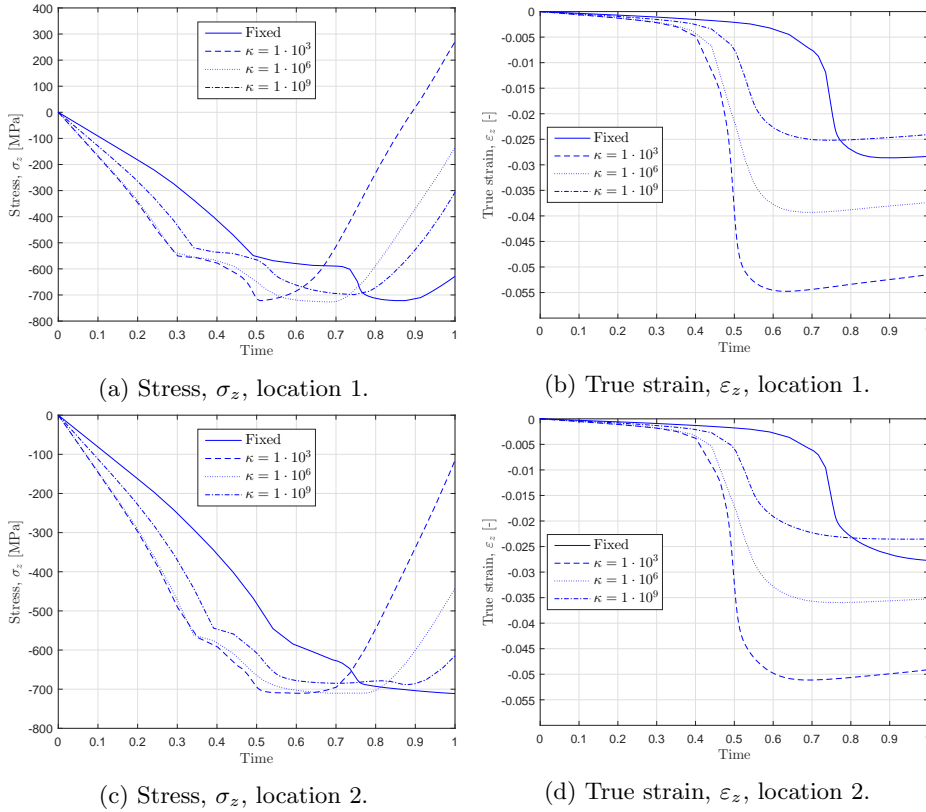 400
300
200
100
0
-100
-200
-300
-400
-500
-600
-700
-800
Stress, σz [MPa]
0 0.1 0.2 0.3 0.4 0.5 0.6 0.7 0.8 0.9 1
Time
Fixed
κ = 1 · 10³
κ = 1 · 10⁶
κ = 1 · 10⁹
(a) Stress, σz, location 1.
0
-0.005
-0.01
-0.015
-0.02
-0.025
-0.03
-0.035
-0.04
-0.045
-0.05
-0.055
True strain, εz [-]
0 0.1 0.2 0.3 0.4 0.5 0.6 0.7 0.8 0.9 1
Time
Fixed
κ = 1 · 10³
κ = 1 · 10⁶
κ = 1 · 10⁹
(b) True strain, εz, location 1.
0
-100
-200
-300
-400
-500
-600
-700
-800
Stress, σz [MPa]
0 0.1 0.2 0.3 0.4 0.5 0.6 0.7 0.8 0.9 1
Time
Fixed
κ = 1 · 10³
κ = 1 · 10⁶
κ = 1 · 10⁹
(c) Stress, σz, location 2.
0
-0.005
-0.01
-0.015
-0.02
-0.025
-0.03
-0.035
-0.04
-0.045
-0.05
-0.055
True strain, εz [-]
0 0.1 0.2 0.3 0.4 0.5 0.6 0.7 0.8 0.9 1
Time
Fixed
κ = 1 · 10³
κ = 1 · 10⁶
κ = 1 · 10⁹
(d) True strain, εz, location 2.